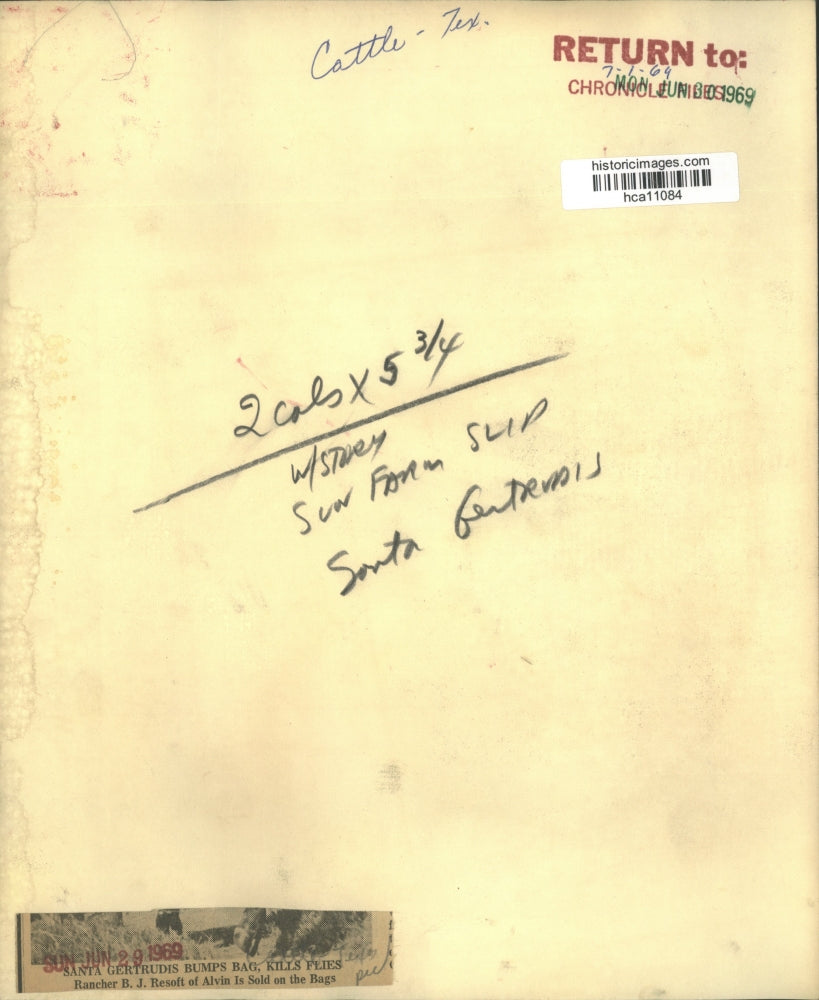 Cattle - Tex.
RETURN to:
7-1-69
CHRONICLE FILES
MON JUN 30 1969
historicimages.com
hca11084
2 cols X 5 3/4
W/STORY
SUN FARM SLIP
Santa Gertrudis
SUN JUN 29 1969
SANTA GERTRUDIS BUMPS BAG, KILLS FLIES
Rancher B. J. Resoft of Alvin Is Sold on the Bags